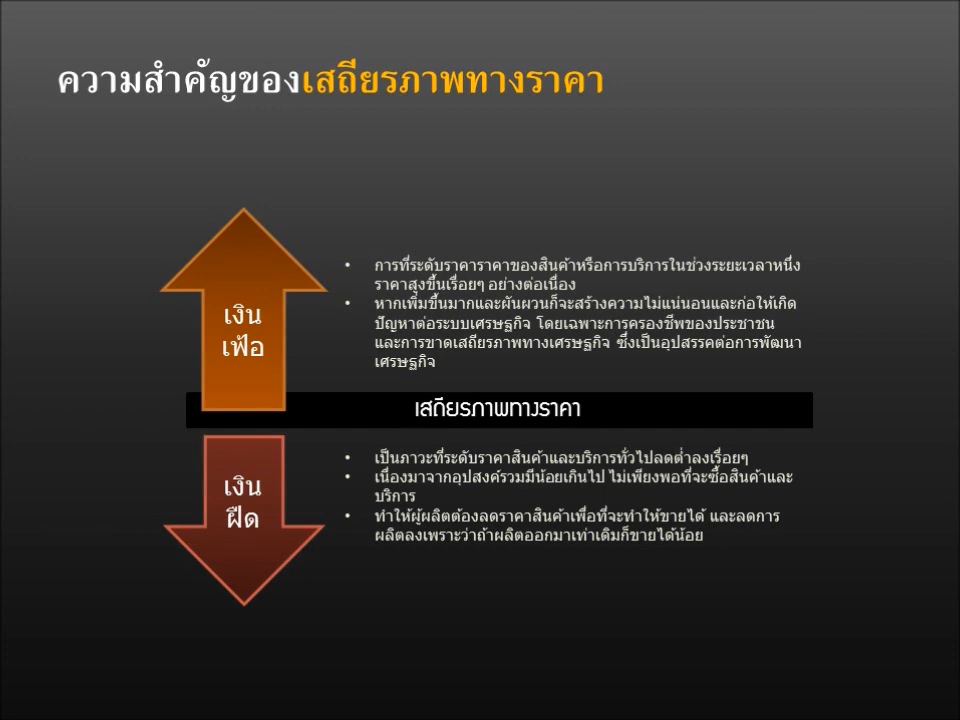 ความสำคัญของเสถียรภาพทางราคา
เงิน
เฟ้อ
• การที่ระดับราคาราคาของสินค้าหรือการบริการในช่วงระยะเวลาหนึ่ง
ราคาสูงขึ้นเรื่อยๆ อย่างต่อเนื่อง
• หากเพิ่มขึ้นมากและผันผวนก็จะสร้างความไม่แน่นอนและก่อให้เกิด
ปัญหาต่อระบบเศรษฐกิจ โดยเฉพาะการครองชีพของประชาชน
และการขาดเสถียรภาพทางเศรษฐกิจ ซึ่งเป็นอุปสรรคต่อการพัฒนา
เศรษฐกิจ
เสถียรภาพทางราคา
เงิน
ฝืด
• เป็นภาวะที่ระดับราคาสินค้าและบริการทั่วไปลดต่ำลงเรื่อยๆ
• เนื่องมาจากอุปสงค์รวมมีน้อยเกินไป ไม่เพียงพอที่จะซื้อสินค้าและ
บริการ
• ทำให้ผู้ผลิตต้องลดราคาสินค้าเพื่อที่จะทำให้ขายได้ และลดการ
ผลิตลงเพราะว่าถ้าผลิตออกมาเท่าเดิมก็ขายได้น้อย